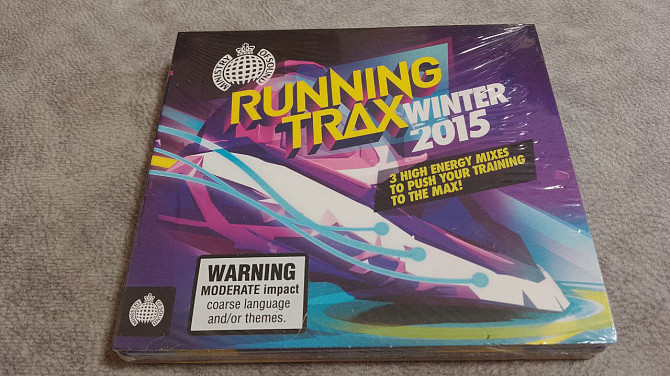 MINISTRY OF SOUND
RUNNING
TRAX WINTER
2015
3 HIGH ENERGY MIXES
TO PUSH YOUR TRAINING
TO THE MAX!
WARNING
MODERATE impact
coarse language
and/or themes.